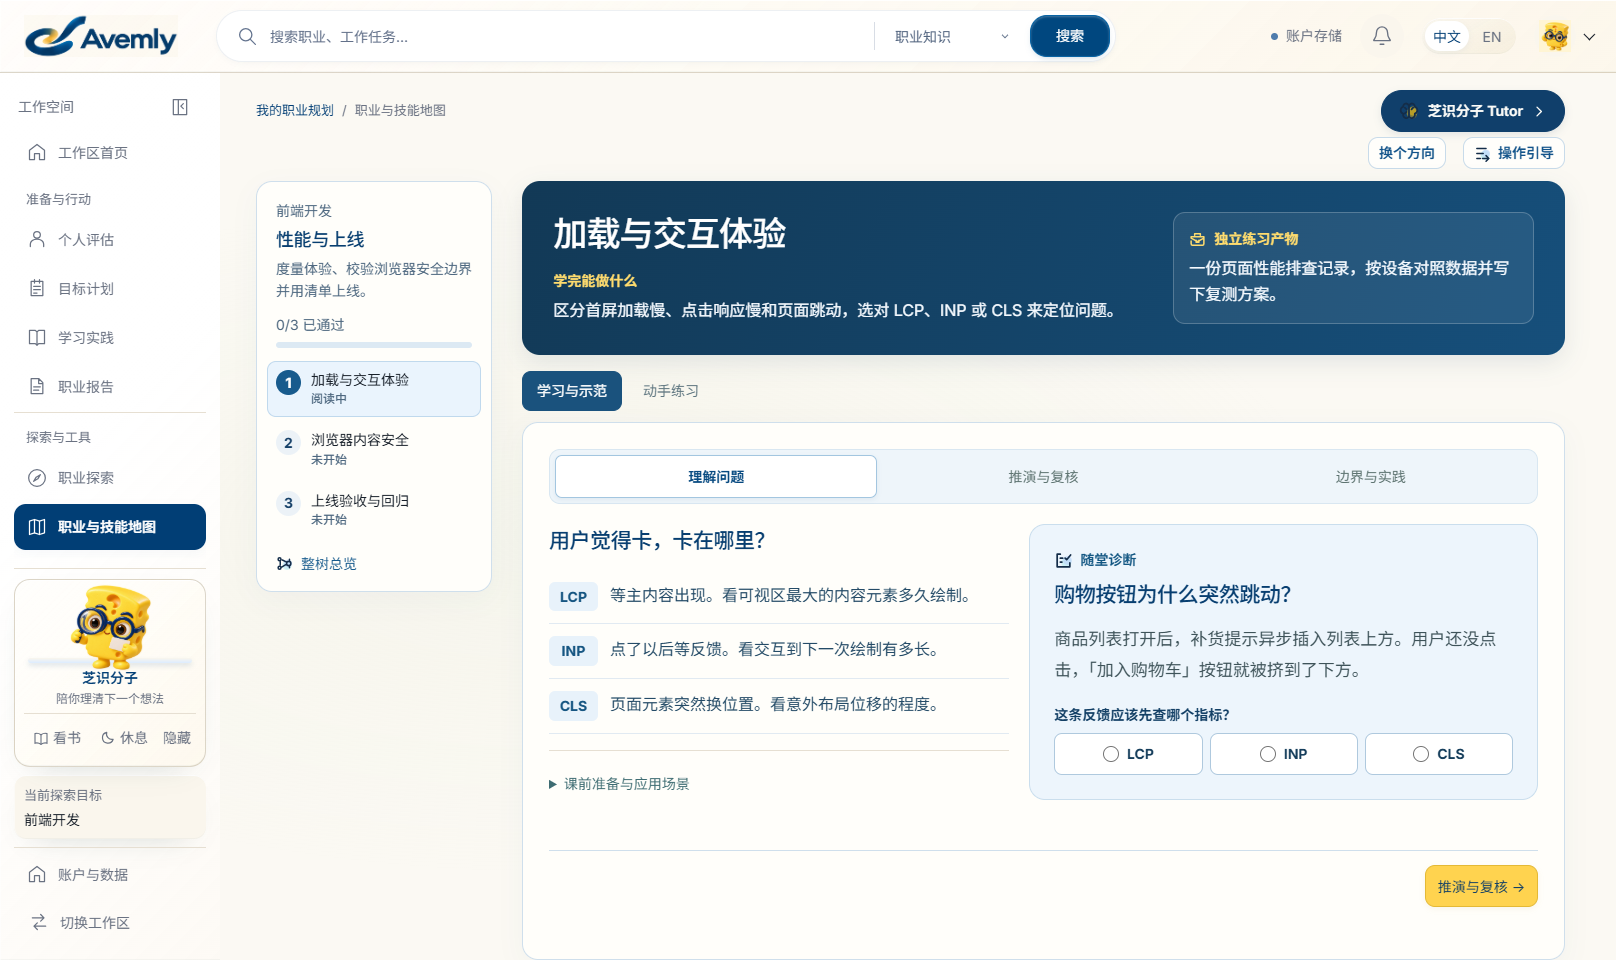 Avemly
搜索职业、工作任务...
职业知识
搜索
账户存储
中文
EN
工作空间
工作区首页
准备与行动
个人评估
目标计划
学习实践
职业报告
探索与工具
职业探索
职业与技能地图
芝识分子
陪你理清下一个想法
看书
休息
隐藏
当前探索目标
前端开发
账户与数据
切换工作区
我的职业规划 / 职业与技能地图
芝识分子 Tutor
换个方向
操作引导
前端开发
性能与上线
度量体验、校验浏览器安全边界
并用清单上线。
0/3 已通过
1
加载与交互体验
阅读中
2
浏览器内容安全
未开始
3
上线验收与回归
未开始
整树总览
加载与交互体验
学完能做什么
区分首屏加载慢、点击响应慢和页面跳动，选对 LCP、INP 或 CLS 来定位问题。
独立练习产物
一份页面性能排查记录，按设备对照数据并写
下复测方案。
学习与示范
动手练习
理解问题
推演与复核
边界与实践
用户觉得卡，卡在哪里？
LCP
等主内容出现。看可视区最大的内容元素多久绘制。
INP
点了以后等反馈。看交互到下一次绘制有多长。
CLS
页面元素突然换位置。看意外布局位移的程度。
课前准备与应用场景
随堂诊断
购物按钮为什么突然跳动？
商品列表打开后，补货提示异步插入列表上方。用户还没点
击，「加入购物车」按钮就被挤到了下方。
这条反馈应该先查哪个指标？
LCP
INP
CLS
推演与复核 →